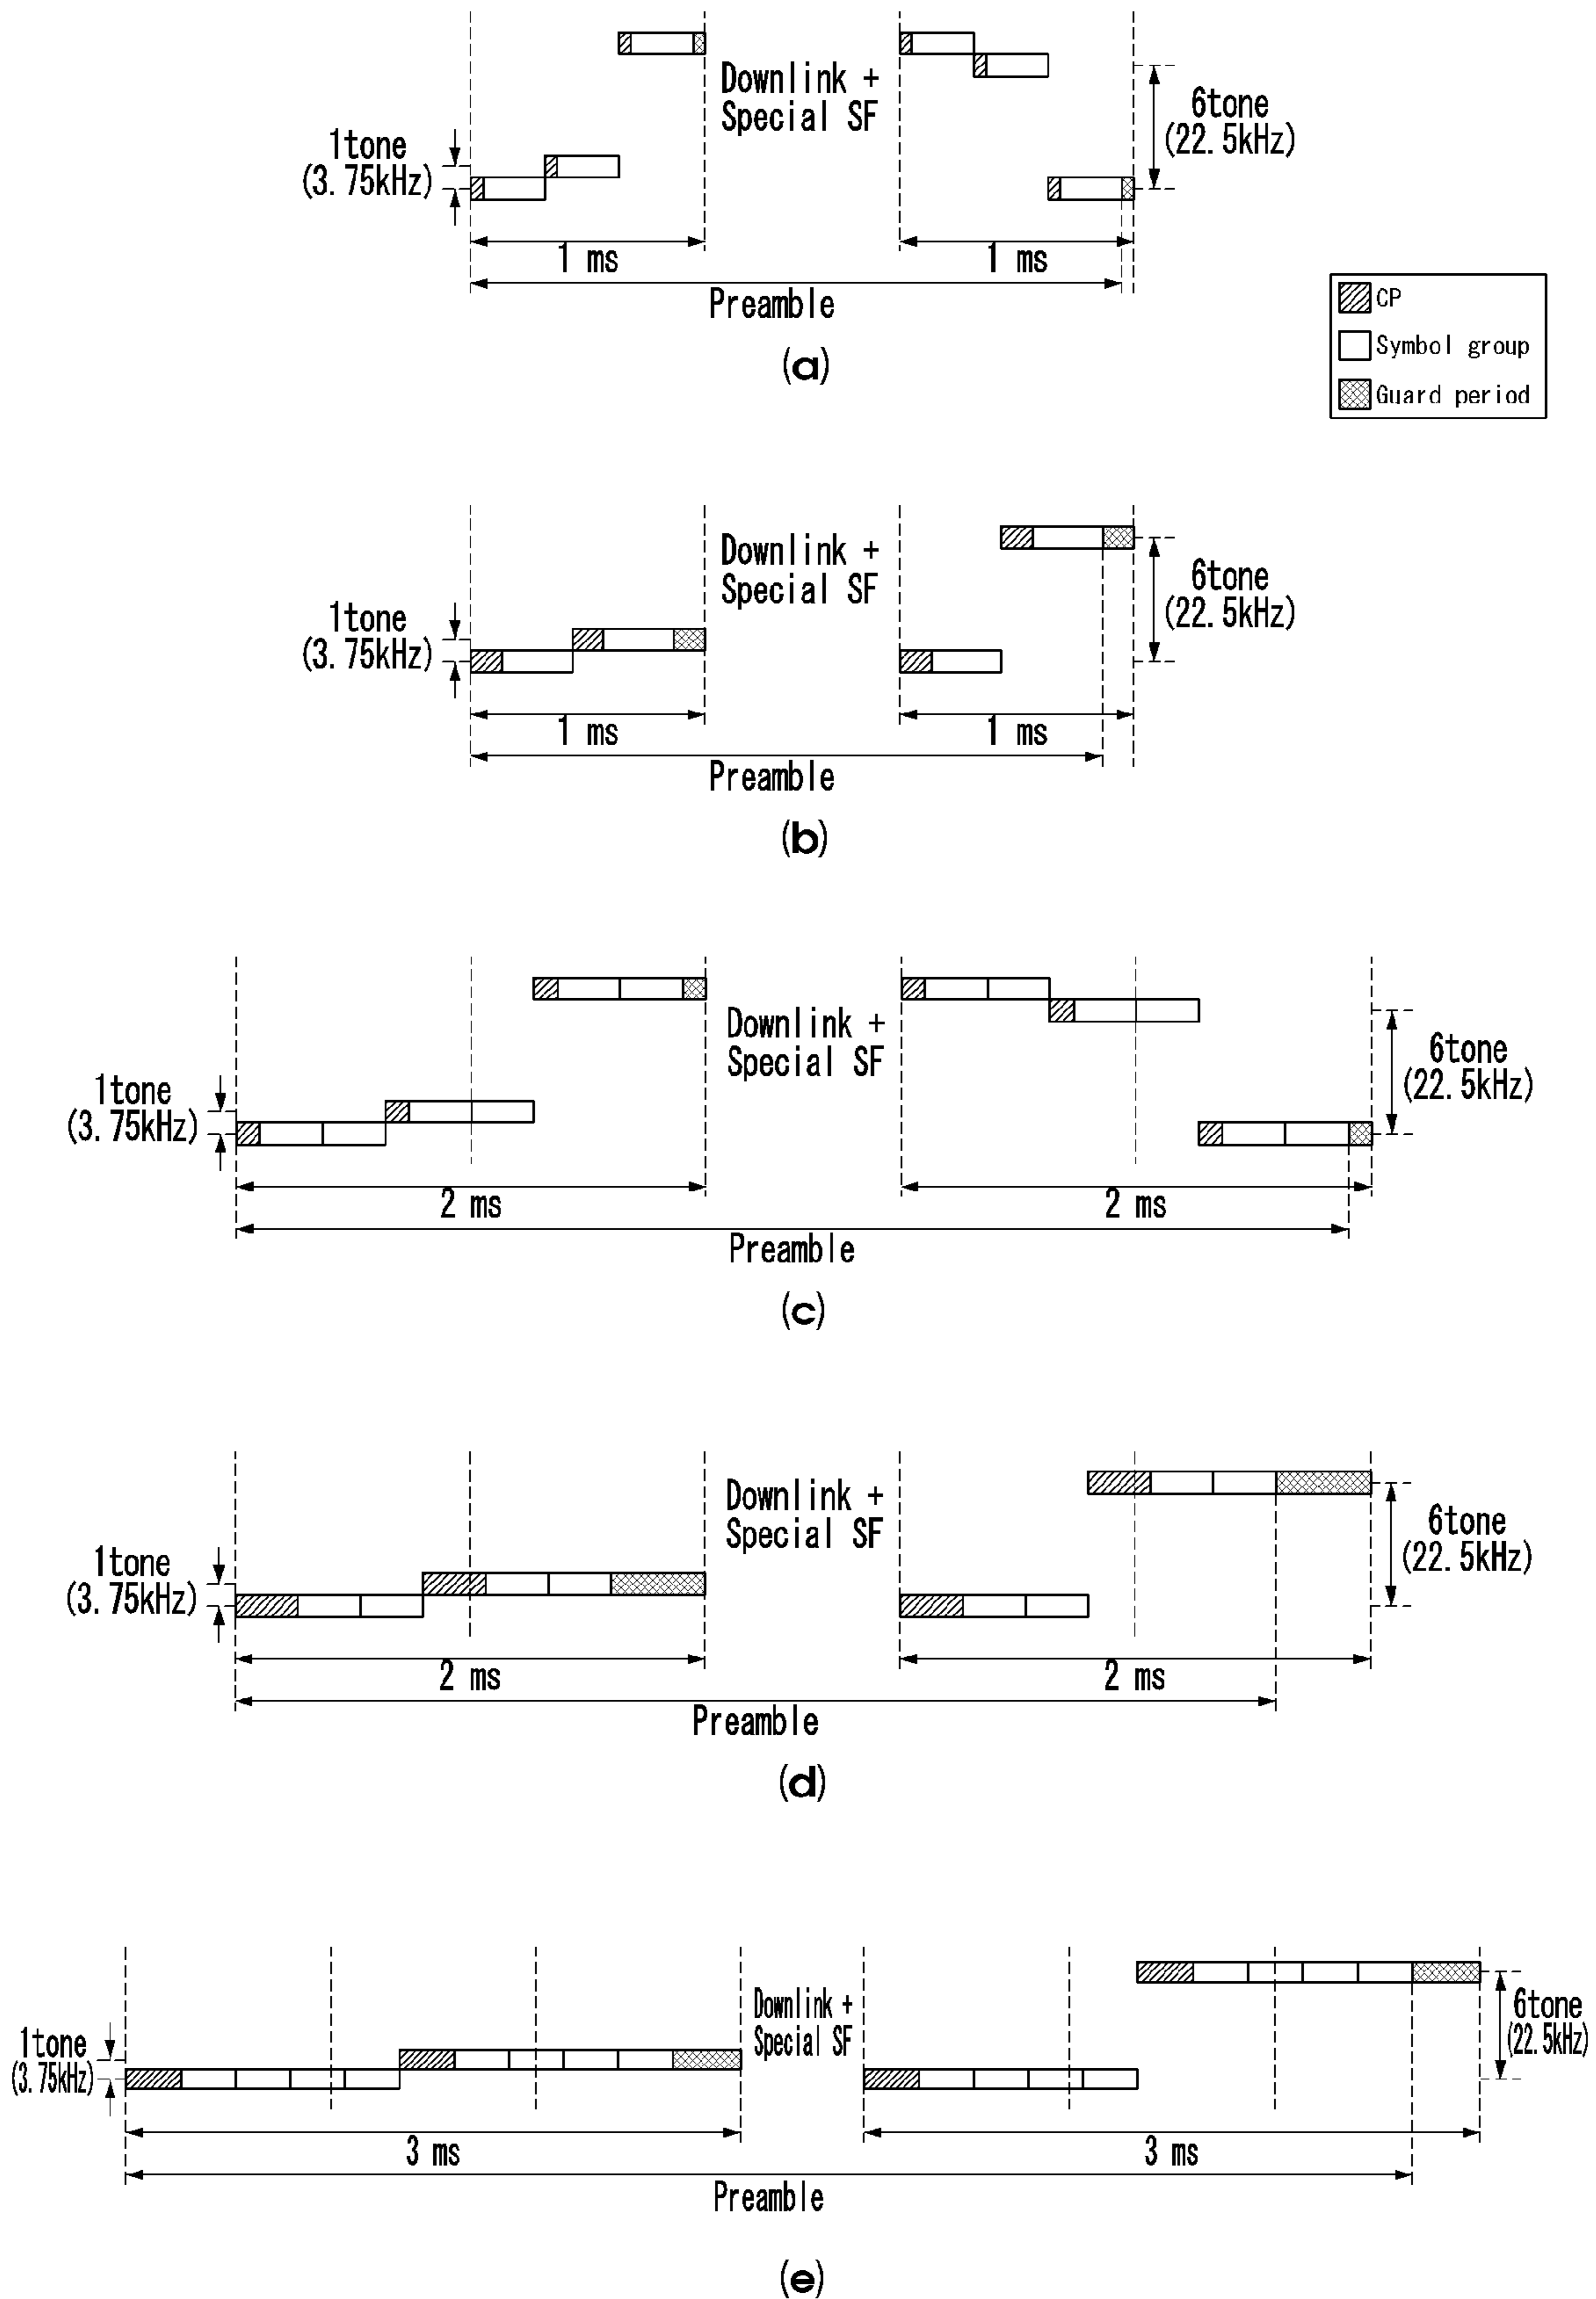 Downlink +
Special SF
1tone
(3.75kHz)
6tone
(22.5kHz)
1 ms
1 ms
Preamble
(a)
CP
Symbol group
Guard period
Downlink +
Special SF
1tone
(3.75kHz)
6tone
(22.5kHz)
1 ms
1 ms
Preamble
(b)
Downlink +
Special SF
1tone
(3.75kHz)
6tone
(22.5kHz)
2 ms
2 ms
Preamble
(c)
Downlink +
Special SF
1tone
(3.75kHz)
6tone
(22.5kHz)
2 ms
2 ms
Preamble
(d)
Downlink +
Special SF
1tone
(3.75kHz)
6tone
(22.5kHz)
3 ms
3 ms
Preamble
(e)